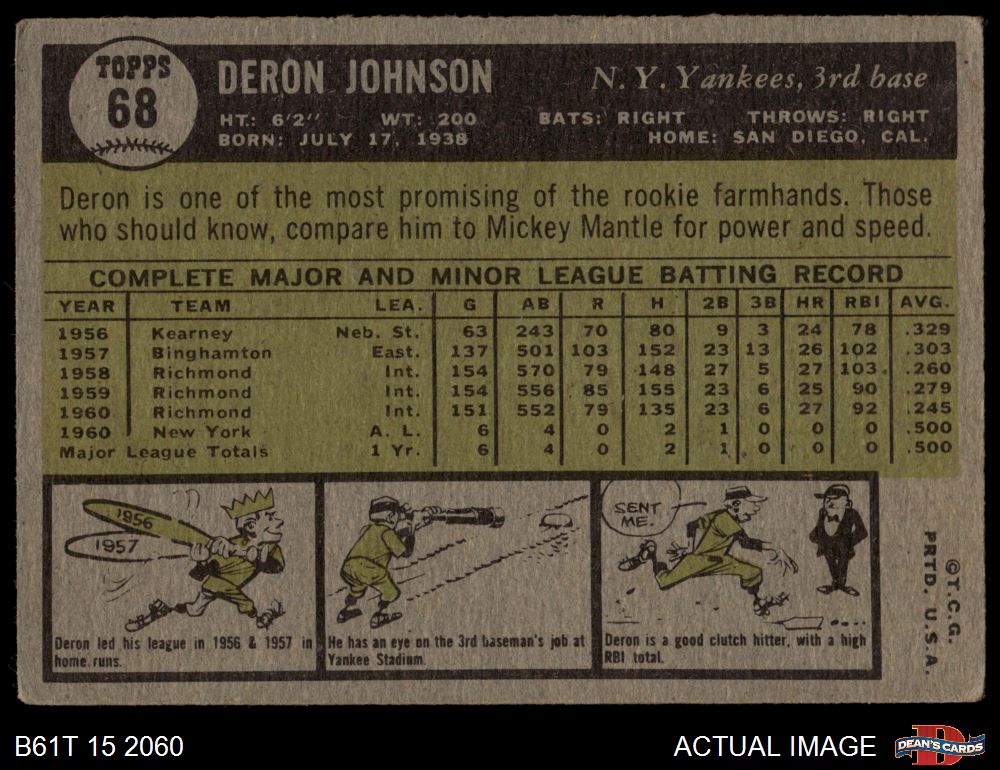 TOPPS
68
DERON JOHNSON
N. Y. Yankees, 3rd base
HT.: 6'2" WT.: 200 BATS: RIGHT THROWS: RIGHT
BORN: JULY 17, 1938 HOME: SAN DIEGO, CAL.
Deron is one of the most promising of the rookie farmhands. Those
who should know, compare him to Mickey Mantle for power and speed.
COMPLETE MAJOR AND MINOR LEAGUE BATTING RECORD
YEAR TEAM LEA. G AB R H 2B 3B HR RBI AVG.
1956 Kearney Neb. St. 63 243 70 80 9 3 24 78 .329
1957 Binghamton East. 137 501 103 152 23 13 26 102 .303
1958 Richmond Int. 154 570 79 148 27 5 27 103 .260
1959 Richmond Int. 154 556 85 155 23 6 25 90 .279
1960 Richmond Int. 151 552 79 135 23 6 27 92 .245
1960 New York A. L. 6 4 0 2 1 0 0 0 .500
Major League Totals 1 Yr. 6 4 0 2 1 0 0 0 .500
1956
1957
Deron led his league in 1956 & 1957 in
home runs.
He has an eye on the 3rd baseman's job at
Yankee Stadium.
SENT
ME.
Deron is a good clutch hitter, with a high
RBI total.
©T.C.G.
PRTD. U.S.A.
B61T 15 2060
ACTUAL IMAGE
D
DEAN'S CARDS